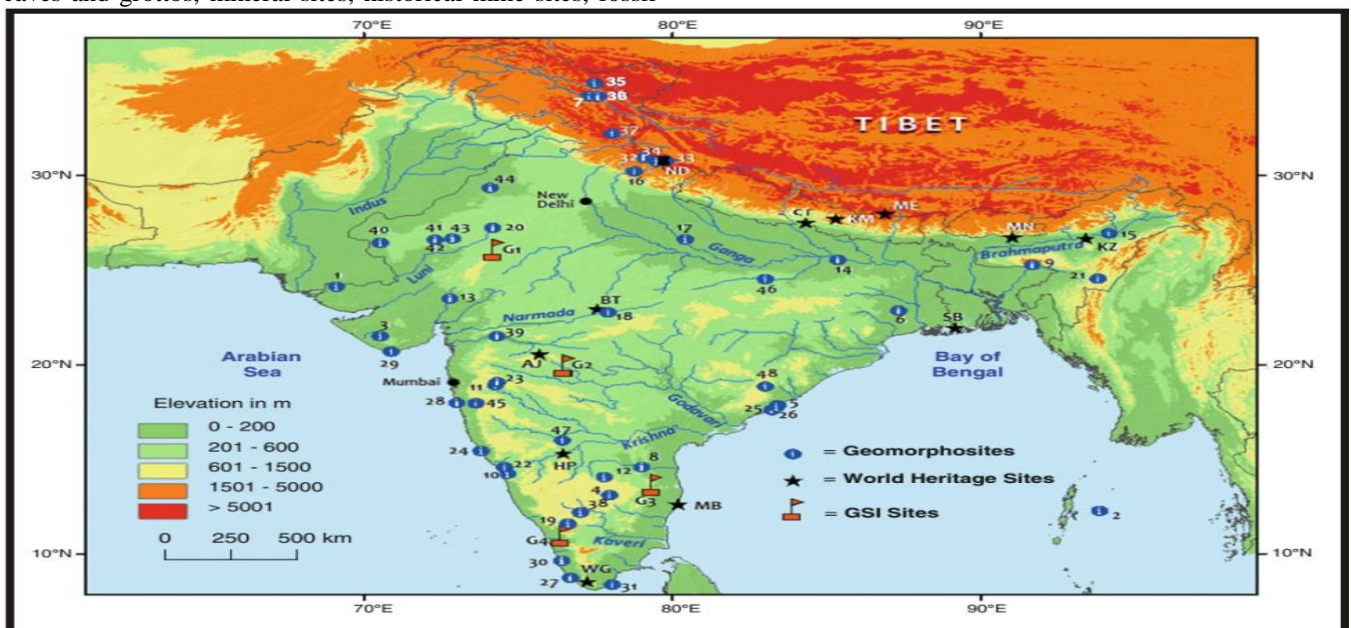 caves and grottos, mineral sites, historical mine sites, fossil
70°E 80°E 90°E
35
7 36
TIBET
37
34
32 33
30°N ND 30°N
16
44
New
Delhi
Indus
CT KM ME
MN
40 41 43 20 17 15
42 G1 Ganga Brahmaputra KZ
Luni 14 9
1 46 21
13 BT
Narmada 18 6 SB
3 39
20°N Arabian 29 AJ G2 Bay of 20°N
Sea Mumbai 23 48 Bengal
11
Elevation in m 28 45 Godavari 25 5
26
0 - 200 47 Krishna
201 - 600 24 = Geomorphosites
601 - 1500 22 HP 8
10 12 = World Heritage Sites
1501 - 5000 4 G3 MB
> 5001 38 = GSI Sites
19 2
0 250 500 km G4 Kaveri
10°N 30 10°N
WG
27 31
70°E 80°E 90°E